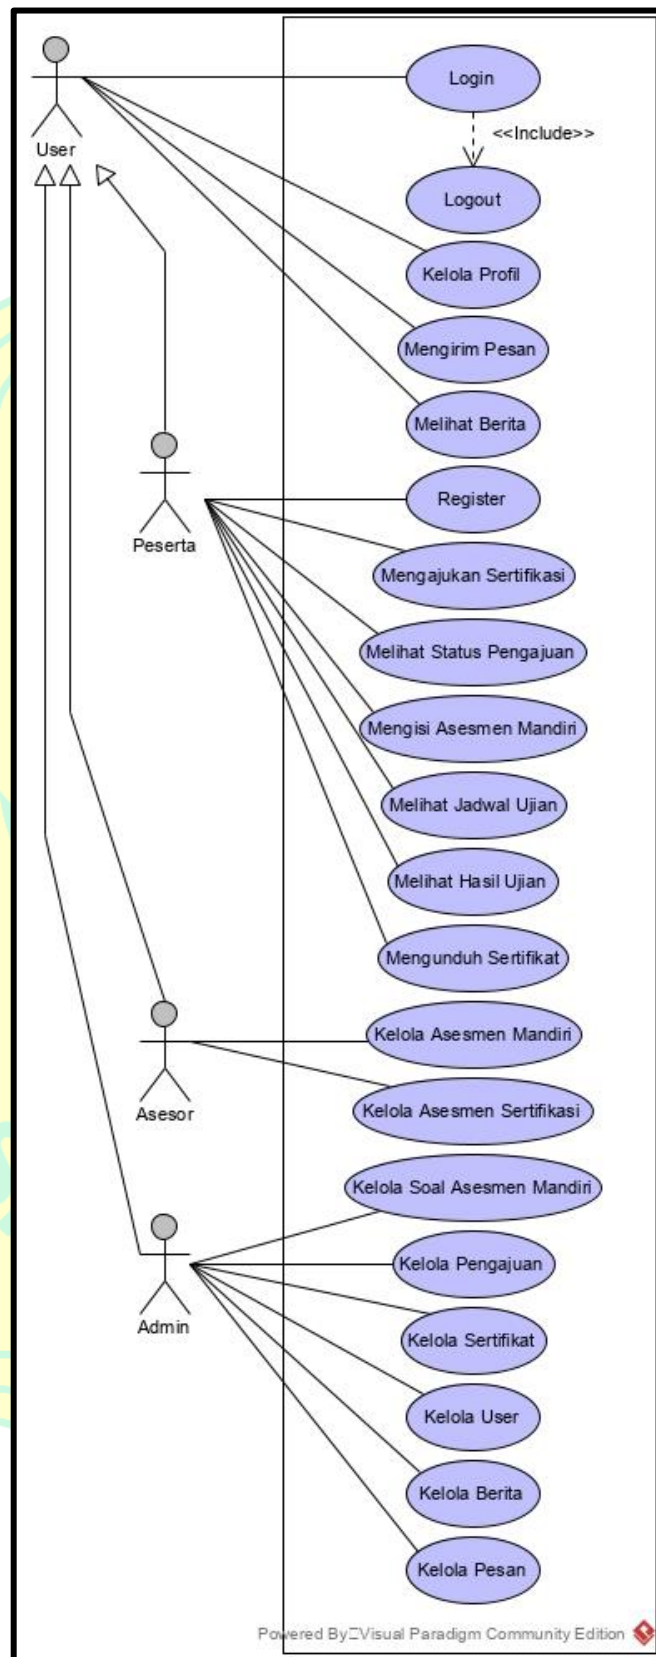 Login
<<Include>>
User
Logout
Kelola Profil
Mengirim Pesan
Melihat Berita
Register
Peserta
Mengajukan Sertifikasi
Melihat Status Pengajuan
Mengisi Asesmen Mandiri
Melihat Jadwal Ujian
Melihat Hasil Ujian
Mengunduh Sertifikat
Kelola Asesmen Mandiri
Asesor
Kelola Asesmen Sertifikasi
Kelola Soal Asesmen Mandiri
Kelola Pengajuan
Admin
Kelola Sertifikat
Kelola User
Kelola Berita
Kelola Pesan
Powered By Visual Paradigm Community Edition